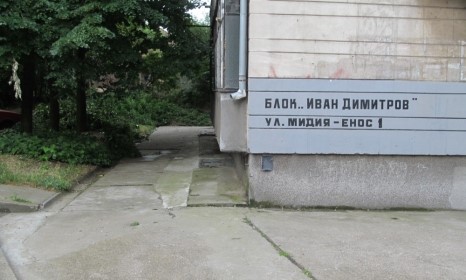 БЛОК „ИВАН ДИМИТРОВ"
УЛ. МИДИЯ – ЕНОС 1